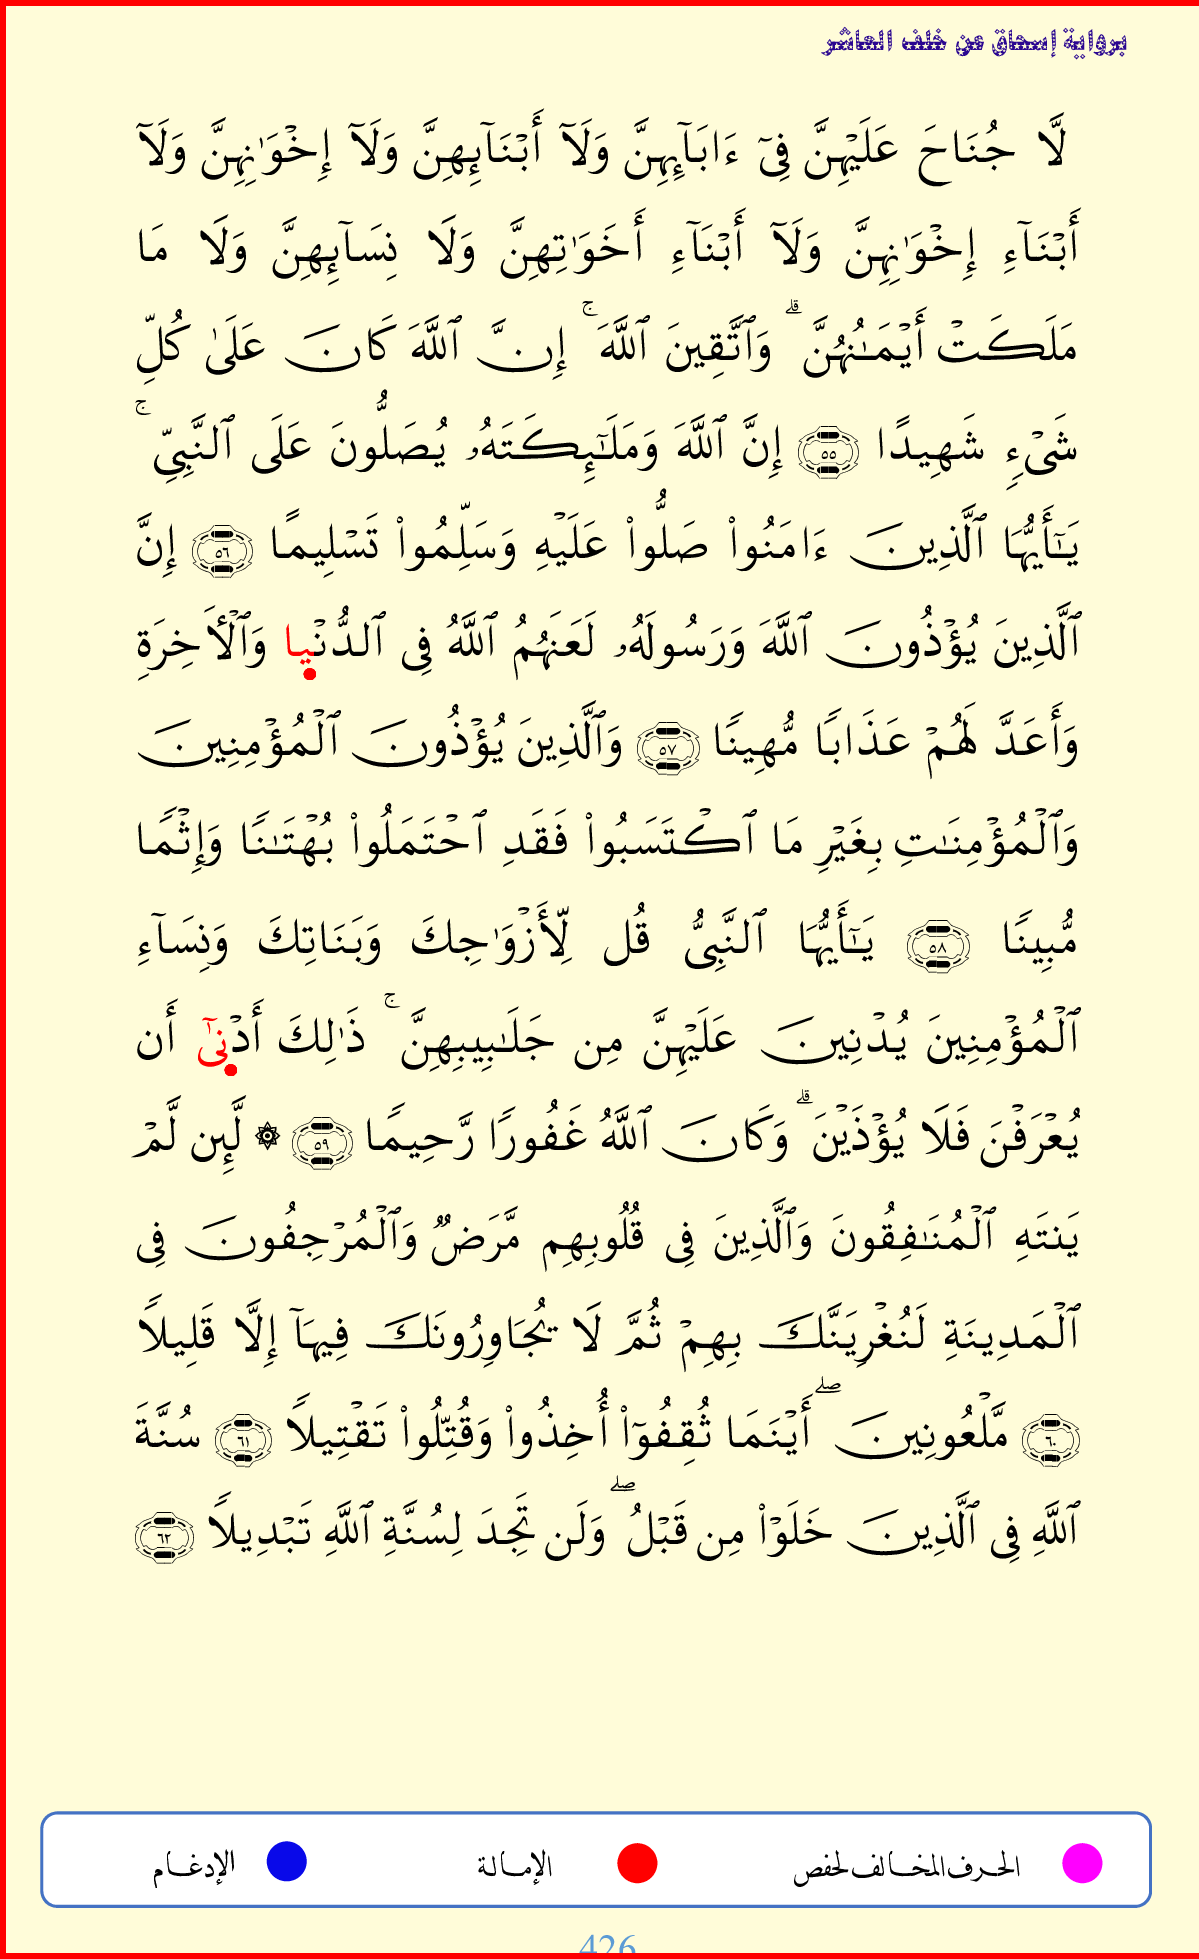 برواية إسحاق عن خلف العاشر
لَّا جُنَاحَ عَلَيْهِنَّ فِىٓ ءَابَآئِهِنَّ وَلَآ أَبْنَآئِهِنَّ وَلَآ إِخْوَٰنِهِنَّ وَلَآ
أَبْنَآءِ إِخْوَٰنِهِنَّ وَلَآ أَبْنَآءِ أَخَوَٰتِهِنَّ وَلَا نِسَآئِهِنَّ وَلَا مَا
مَلَكَتْ أَيْمَـٰنُهُنَّ ۗ وَٱتَّقِينَ ٱللَّهَ ۚ إِنَّ ٱللَّهَ كَانَ عَلَىٰ كُلِّ
شَىْءٍ شَهِيدًا ٥٥ إِنَّ ٱللَّهَ وَمَلَـٰٓئِكَتَهُۥ يُصَلُّونَ عَلَى ٱلنَّبِىِّ ۚ
يَـٰٓأَيُّهَا ٱلَّذِينَ ءَامَنُوا۟ صَلُّوا۟ عَلَيْهِ وَسَلِّمُوا۟ تَسْلِيمًا ٥٦ إِنَّ
ٱلَّذِينَ يُؤْذُونَ ٱللَّهَ وَرَسُولَهُۥ لَعَنَهُمُ ٱللَّهُ فِى ٱلدُّنْيا وَٱلْأَخِرَةِ
وَأَعَدَّ لَهُمْ عَذَابًا مُّهِينًا ٥٧ وَٱلَّذِينَ يُؤْذُونَ ٱلْمُؤْمِنِينَ
وَٱلْمُؤْمِنَـٰتِ بِغَيْرِ مَا ٱكْتَسَبُوا۟ فَقَدِ ٱحْتَمَلُوا۟ بُهْتَـٰنًا وَإِثْمًا
مُّبِينًا ٥٨ يَـٰٓأَيُّهَا ٱلنَّبِىُّ قُل لِّأَزْوَٰجِكَ وَبَنَاتِكَ وَنِسَآءِ
ٱلْمُؤْمِنِينَ يُدْنِينَ عَلَيْهِنَّ مِن جَلَـٰبِيبِهِنَّ ۚ ذَٰلِكَ أَدْنىٓ أَن
يُعْرَفْنَ فَلَا يُؤْذَيْنَ ۗ وَكَانَ ٱللَّهُ غَفُورًا رَّحِيمًا ٥٩ ۞ لَّئِن لَّمْ
يَنتَهِ ٱلْمُنَـٰفِقُونَ وَٱلَّذِينَ فِى قُلُوبِهِم مَّرَضٌ وَٱلْمُرْجِفُونَ فِى
ٱلْمَدِينَةِ لَنُغْرِيَنَّكَ بِهِمْ ثُمَّ لَا يُجَاوِرُونَكَ فِيهَآ إِلَّا قَلِيلًا
٦٠ مَّلْعُونِينَ ۖ أَيْنَمَا ثُقِفُوٓا۟ أُخِذُوا۟ وَقُتِّلُوا۟ تَقْتِيلًا ٦١ سُنَّةَ
ٱللَّهِ فِى ٱلَّذِينَ خَلَوْا۟ مِن قَبْلُ ۖ وَلَن تَجِدَ لِسُنَّةِ ٱللَّهِ تَبْدِيلًا ٦٢
الحرف المخالف لحفص الإمالة الإدغام
426